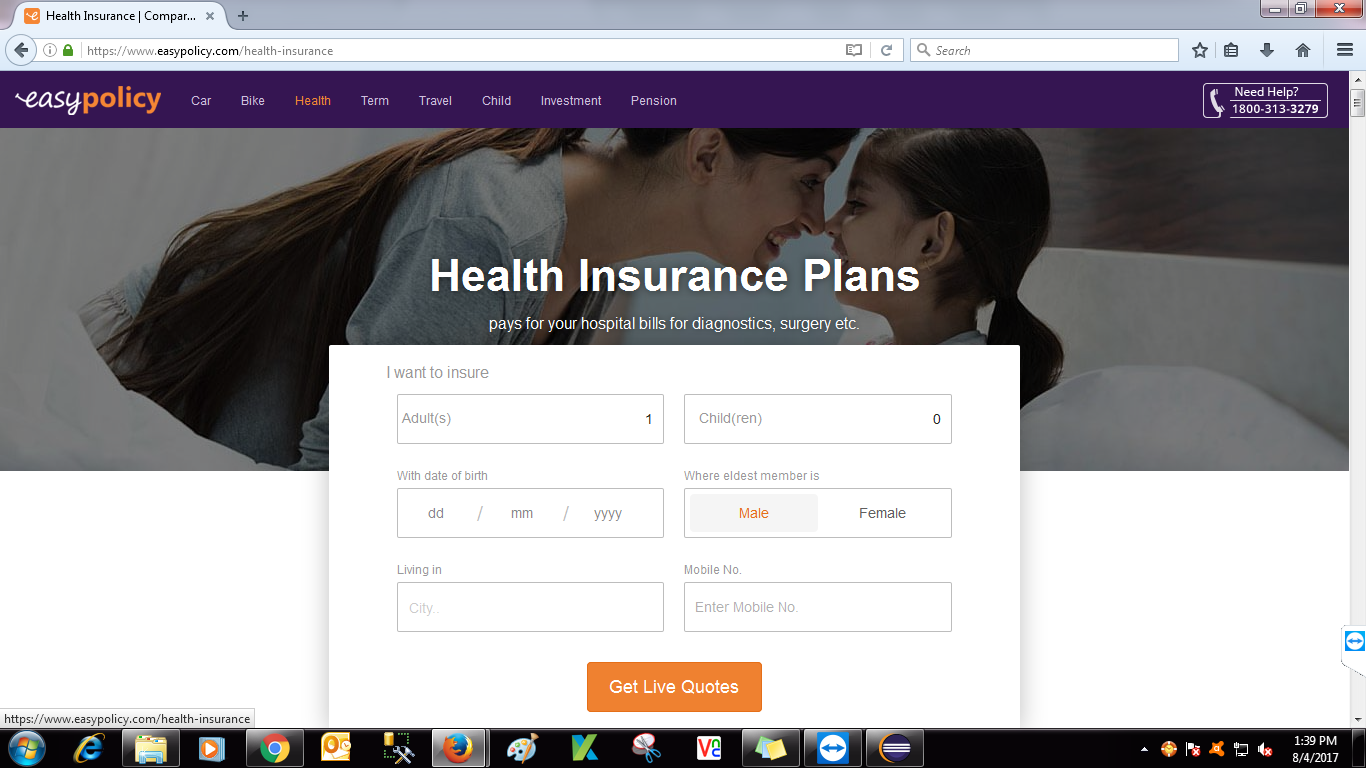 Health Insurance | Compar...
https://www.easypolicy.com/health-insurance
Search
easypolicy
Car
Bike
Health
Term
Travel
Child
Investment
Pension
Need Help?
1800-313-3279
Health Insurance Plans
pays for your hospital bills for diagnostics, surgery etc.
I want to insure
Adult(s) 1
Child(ren) 0
With date of birth
Where eldest member is
dd / mm / yyyy
Male
Female
Living in
Mobile No.
City..
Enter Mobile No.
Get Live Quotes
https://www.easypolicy.com/health-insurance
1:39 PM
8/4/2017